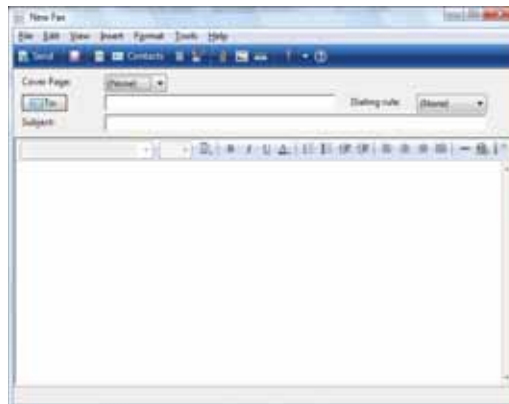 New Fax
File Edit View Insert Format Tools Help
Send Contacts
Cover Page: (None)
To...
Dialing rule: (None)
Subject:
B I U A